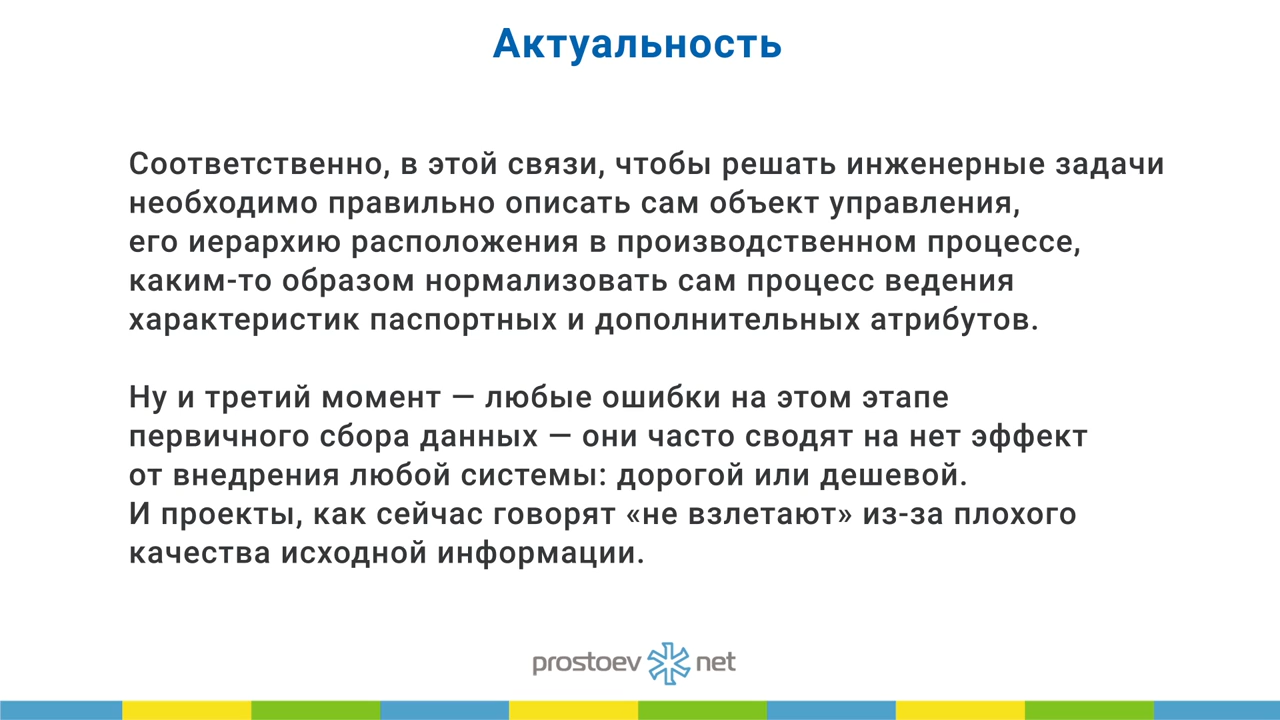 Актуальность
Соответственно, в этой связи, чтобы решать инженерные задачи
необходимо правильно описать сам объект управления,
его иерархию расположения в производственном процессе,
каким-то образом нормализовать сам процесс ведения
характеристик паспортных и дополнительных атрибутов.
Ну и третий момент — любые ошибки на этом этапе
первичного сбора данных — они часто сводят на нет эффект
от внедрения любой системы: дорогой или дешевой.
И проекты, как сейчас говорят «не взлетают» из-за плохого
качества исходной информации.
prostoev net